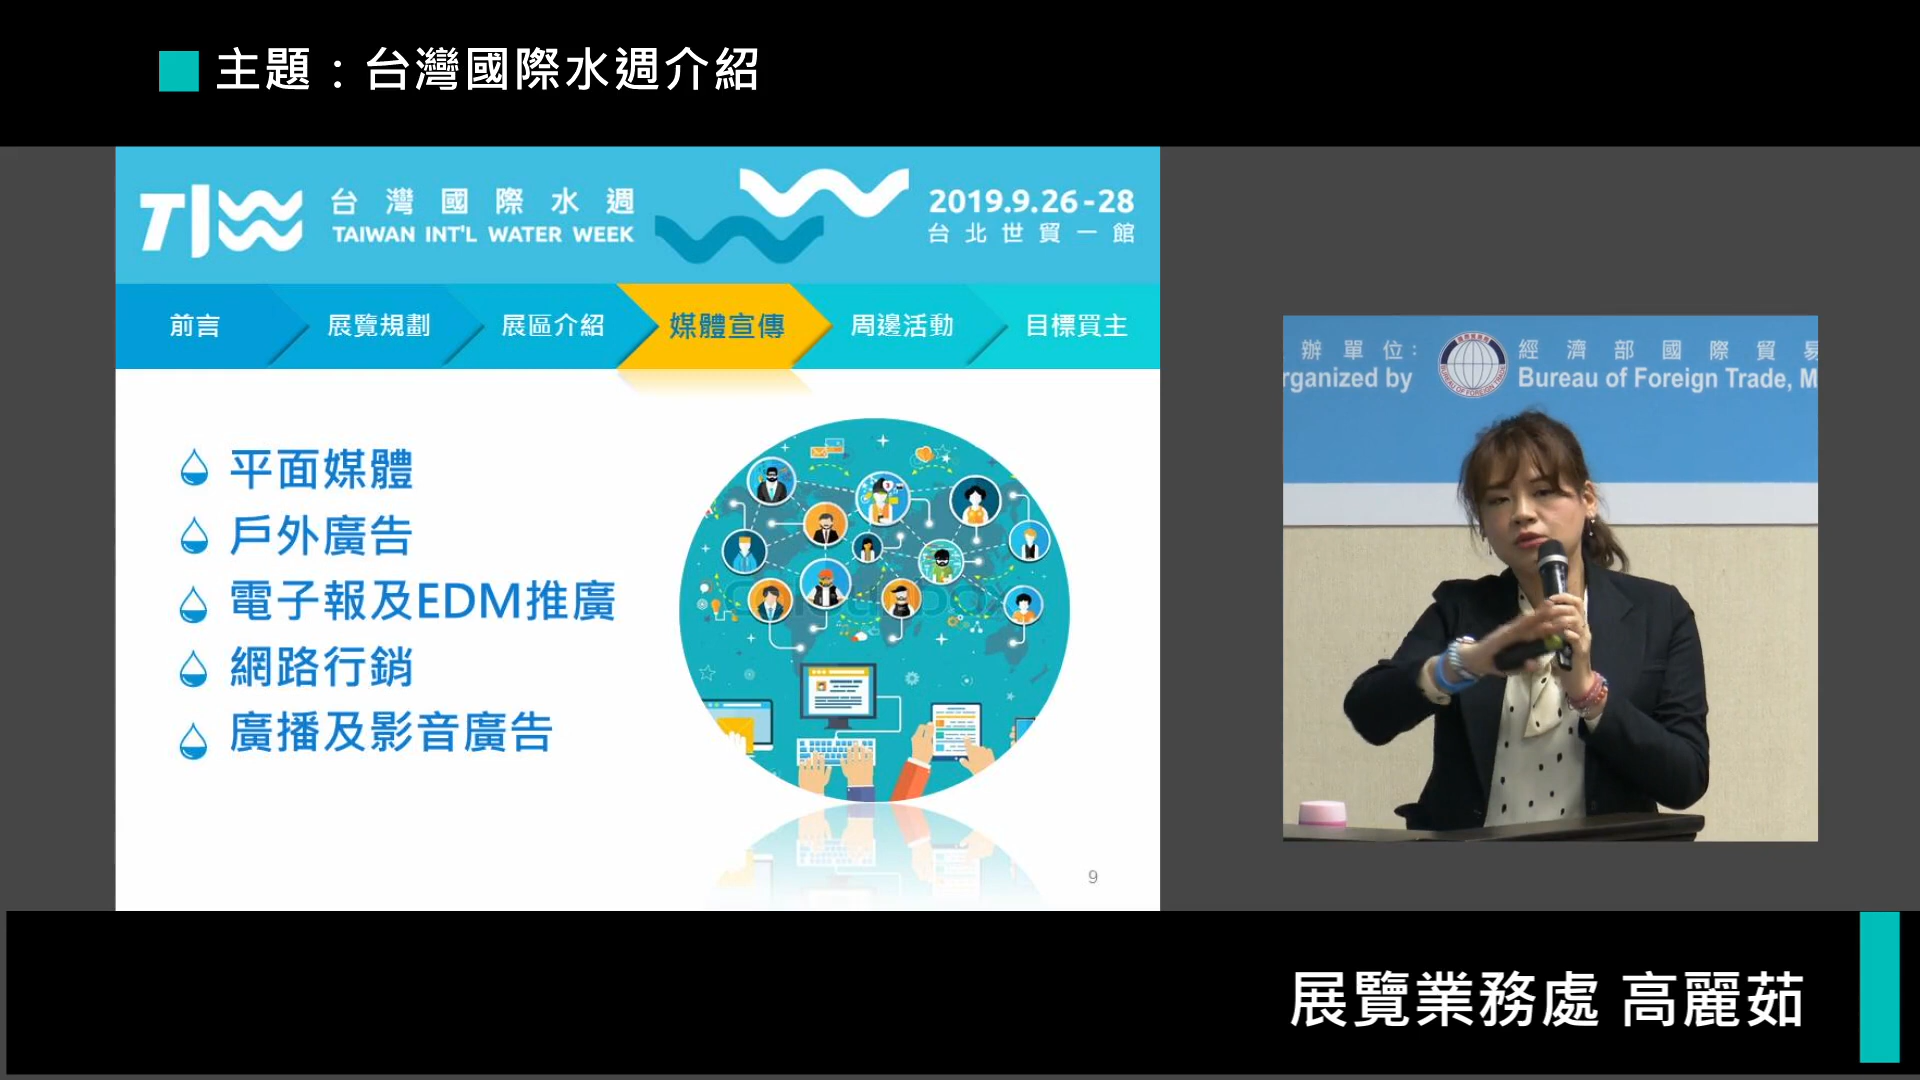 主題：台灣國際水週介紹
TIWW
台灣國際水週
TAIWAN INT'L WATER WEEK
2019.9.26-28
台北世貿一館
前言
展覽規劃
展區介紹
媒體宣傳
周邊活動
目標買主
平面媒體
戶外廣告
電子報及EDM推廣
網路行銷
廣播及影音廣告
9
辦單位：
經濟部國際貿易
rganized by
Bureau of Foreign Trade, M
展覽業務處 高麗茹